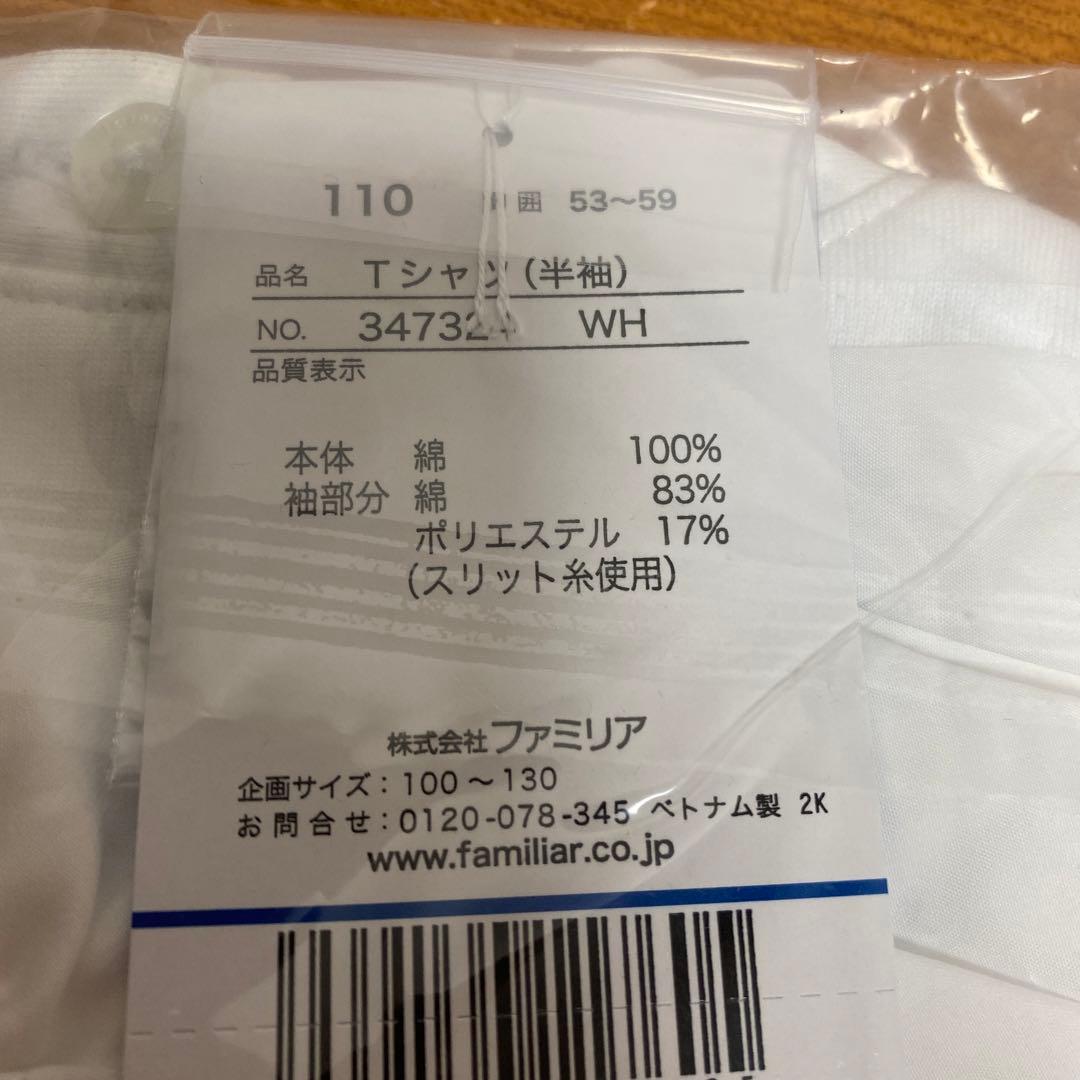 110 囲 53～59
品名 Tシャツ(半袖)
NO. 347324 WH
品質表示
本体 綿 100%
袖部分 綿 83%
ポリエステル 17%
(スリット糸使用)
株式会社ファミリア
企画サイズ：100～130
お問合せ：0120-078-345 ベトナム製 2K
www.familiar.co.jp